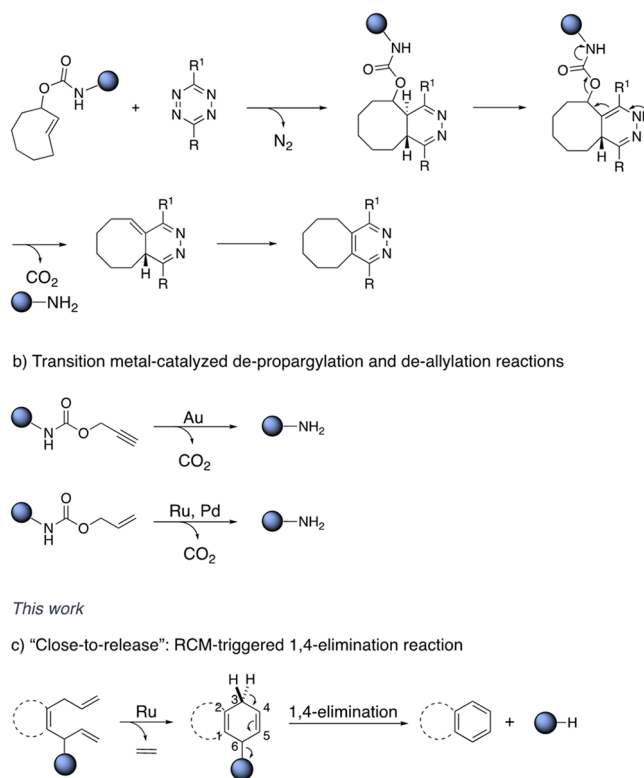 O
O
N
H
+
R¹
N
N
N
N
R
N₂
NH
O
O
H
R¹
N
N
H
R
NH
O
O
R¹
N
N
H
R
CO₂
NH₂
R¹
N
N
H
R
R¹
N
N
R
b) Transition metal-catalyzed de-propargylation and de-allylation reactions
O
N
H
O
Au
CO₂
NH₂
O
N
H
O
Ru, Pd
CO₂
NH₂
This work
c) “Close-to-release”: RCM-triggered 1,4-elimination reaction
Ru
H H
3
2
4
1
5
6
1,4-elimination
+
H